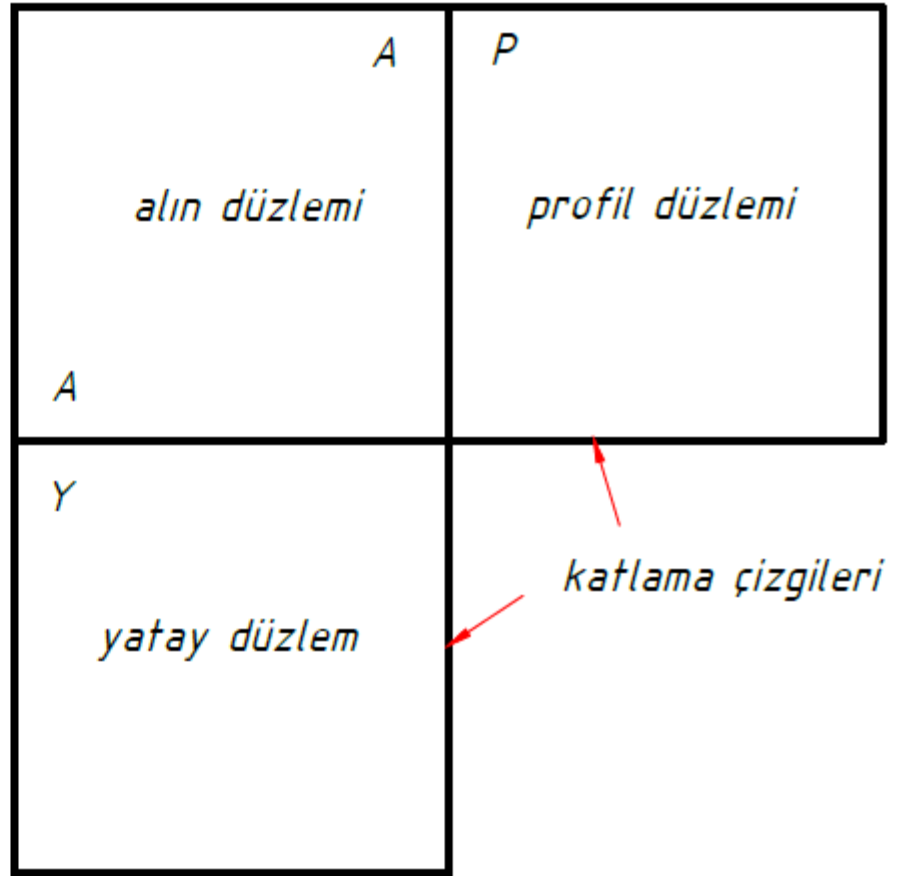 A
P
alın düzlemi
profil düzlemi
A
Y
katlama çizgileri
yatay düzlem